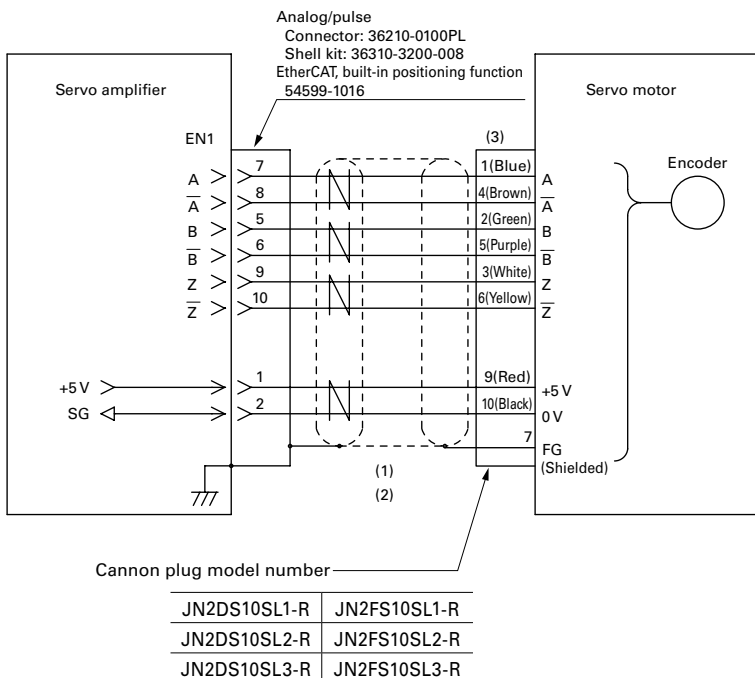 Analog/pulse
Connector: 36210-0100PL
Shell kit: 36310-3200-008
EtherCAT, built-in positioning function
54599-1016
Servo amplifier
Servo motor
EN1
(3)
Encoder
A 7 1(Blue) A
A̅ 8 4(Brown) A̅
B 5 2(Green) B
B̅ 6 5(Purple) B̅
Z 9 3(White) Z
Z̅ 10 6(Yellow) Z̅
+5 V 1 9(Red) +5 V
SG 2 10(Black) 0 V
7 FG
(Shielded)
(1)
(2)
Cannon plug model number
JN2DS10SL1-R JN2FS10SL1-R
JN2DS10SL2-R JN2FS10SL2-R
JN2DS10SL3-R JN2FS10SL3-R